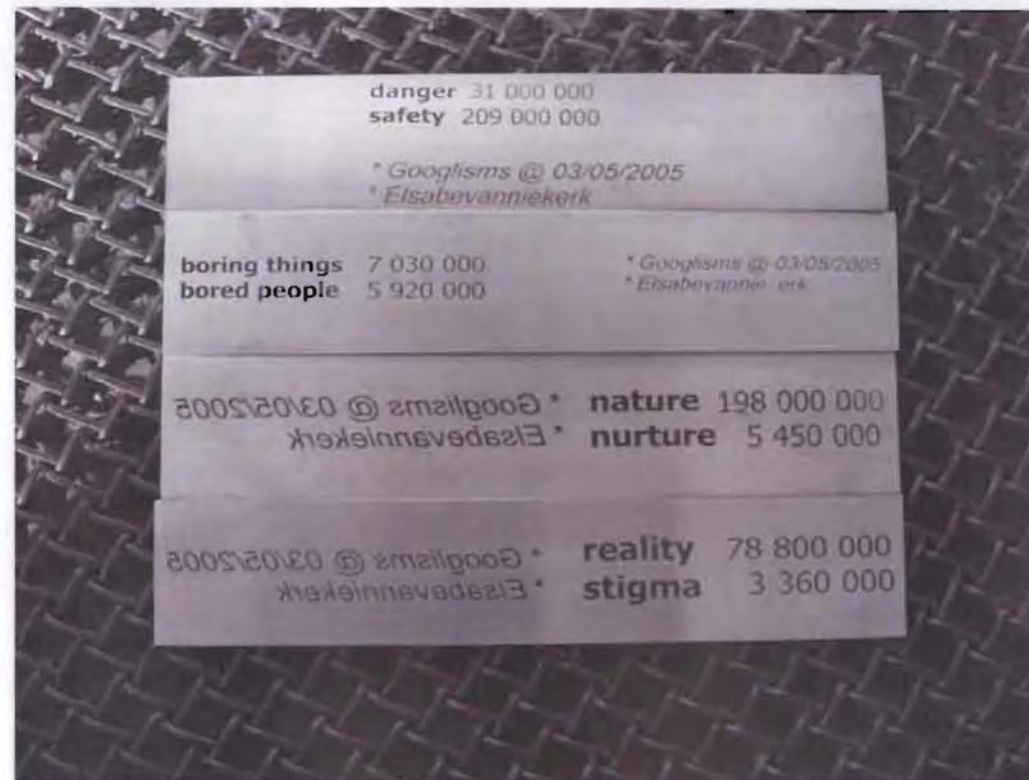 danger 31 000 000
safety 209 000 000
* Googlisms @ 03/05/2005
* Elsabevanniekerk
boring things 7 030 000
bored people 5 920 000
* Googlisms @ 03/05/2005
* Elsabevannie erk
* Googlisms @ 03/05/2005
* Elsabevanniekerk
nature 198 000 000
nurture 5 450 000
* Googlisms @ 03/05/2005
* Elsabevanniekerk
reality 78 800 000
stigma 3 360 000